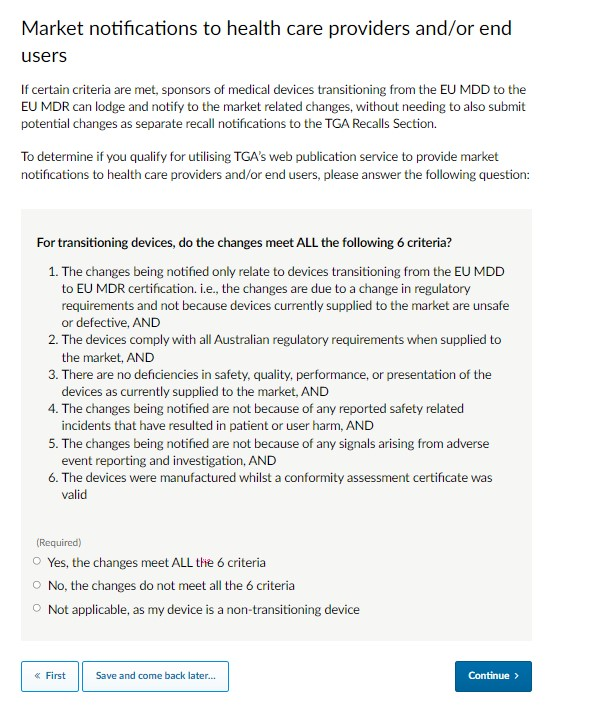 Market notifications to health care providers and/or end
users
If certain criteria are met, sponsors of medical devices transitioning from the EU MDD to the
EU MDR can lodge and notify to the market related changes, without needing to also submit
potential changes as separate recall notifications to the TGA Recalls Section.
To determine if you qualify for utilising TGA's web publication service to provide market
notifications to health care providers and/or end users, please answer the following question:
For transitioning devices, do the changes meet ALL the following 6 criteria?
1. The changes being notified only relate to devices transitioning from the EU MDD
to EU MDR certification. i.e., the changes are due to a change in regulatory
requirements and not because devices currently supplied to the market are unsafe
or defective, AND
2. The devices comply with all Australian regulatory requirements when supplied to
the market, AND
3. There are no deficiencies in safety, quality, performance, or presentation of the
devices as currently supplied to the market, AND
4. The changes being notified are not because of any reported safety related
incidents that have resulted in patient or user harm, AND
5. The changes being notified are not because of any signals arising from adverse
event reporting and investigation, AND
6. The devices were manufactured whilst a conformity assessment certificate was
valid
(Required)
Yes, the changes meet ALL the 6 criteria
No, the changes do not meet all the 6 criteria
Not applicable, as my device is a non-transitioning device
« First
Save and come back later...
Continue >